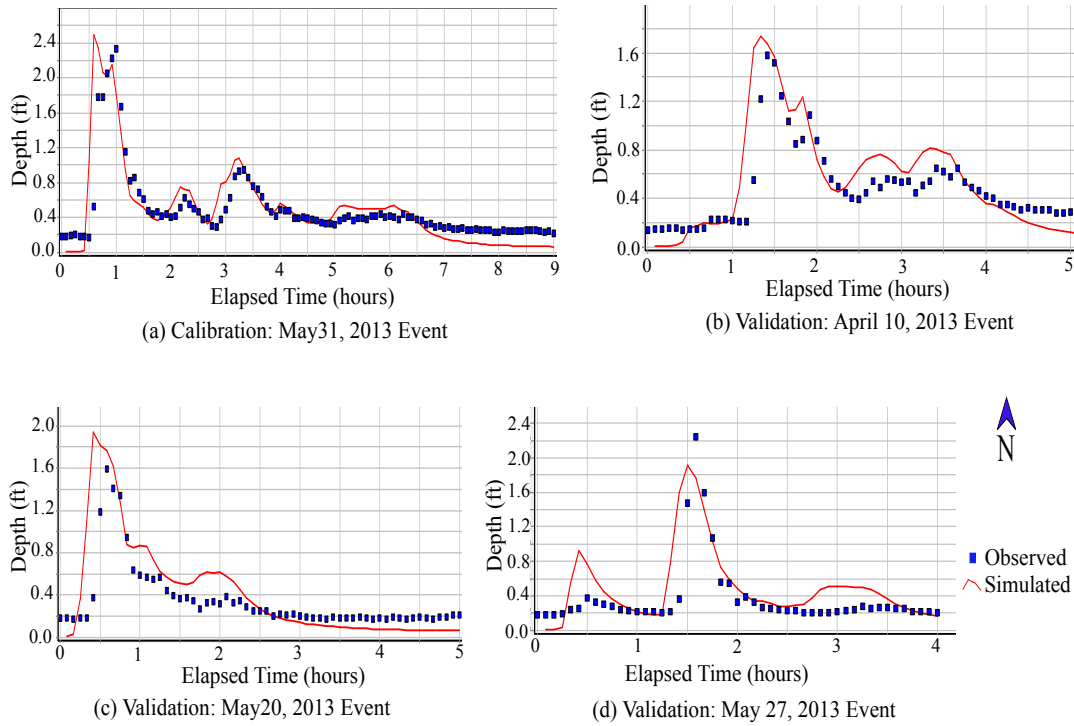 2.4
2.0
1.6
1.2
0.8
0.4
0.0
Depth (ft)
0 1 2 3 4 5 6 7 8 9
Elapsed Time (hours)
(a) Calibration: May31, 2013 Event
1.6
1.2
0.8
0.4
0.0
Depth (ft)
0 1 2 3 4 5
Elapsed Time (hours)
(b) Validation: April 10, 2013 Event
2.0
1.6
1.2
0.8
0.4
0.0
Depth (ft)
0 1 2 3 4 5
Elapsed Time (hours)
(c) Validation: May20, 2013 Event
2.4
2.0
1.6
1.2
0.8
0.4
0.0
Depth (ft)
0 1 2 3 4
Elapsed Time (hours)
(d) Validation: May 27, 2013 Event
N
Observed
Simulated